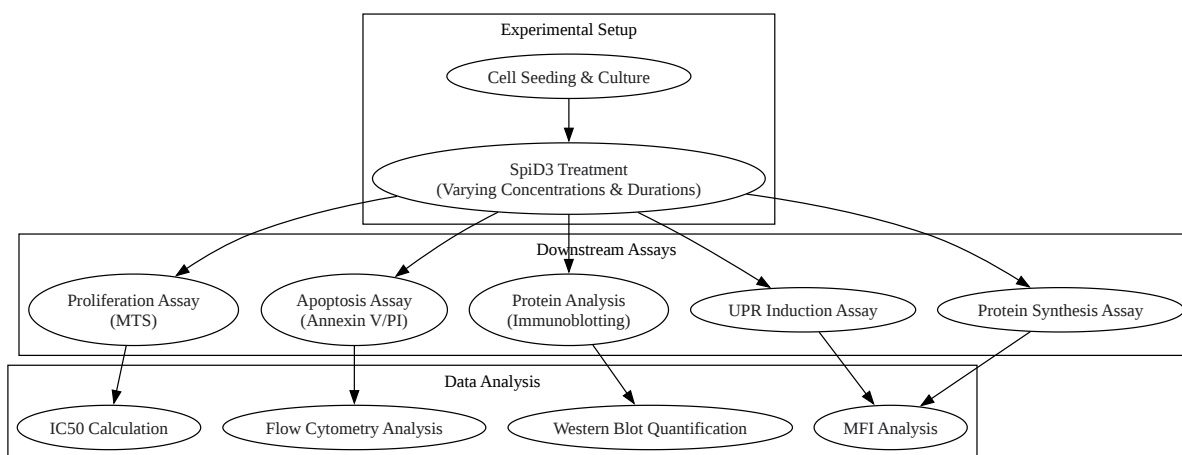 Experimental Setup
Cell Seeding & Culture
SpiD3 Treatment
(Varying Concentrations & Durations)
Downstream Assays
Proliferation Assay
(MTS)
Apoptosis Assay
(Annexin V/PI)
Protein Analysis
(Immunoblotting)
UPR Induction Assay
Protein Synthesis Assay
Data Analysis
IC50 Calculation
Flow Cytometry Analysis
Western Blot Quantification
MFI Analysis